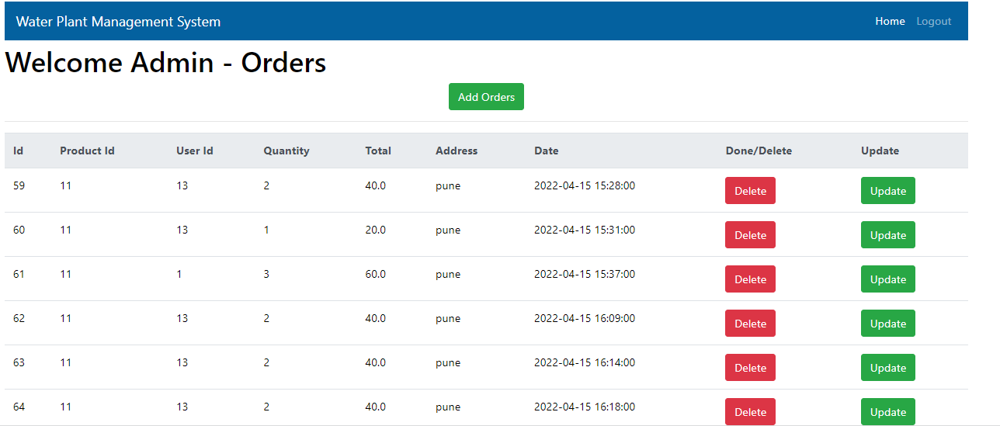 Water Plant Management System Home Logout
Welcome Admin - Orders
Add Orders
Id Product Id User Id Quantity Total Address Date Done/Delete Update
59 11 13 2 40.0 pune 2022-04-15 15:28:00 Delete Update
60 11 13 1 20.0 pune 2022-04-15 15:31:00 Delete Update
61 11 1 3 60.0 pune 2022-04-15 15:37:00 Delete Update
62 11 13 2 40.0 pune 2022-04-15 16:09:00 Delete Update
63 11 13 2 40.0 pune 2022-04-15 16:14:00 Delete Update
64 11 13 2 40.0 pune 2022-04-15 16:18:00 Delete Update